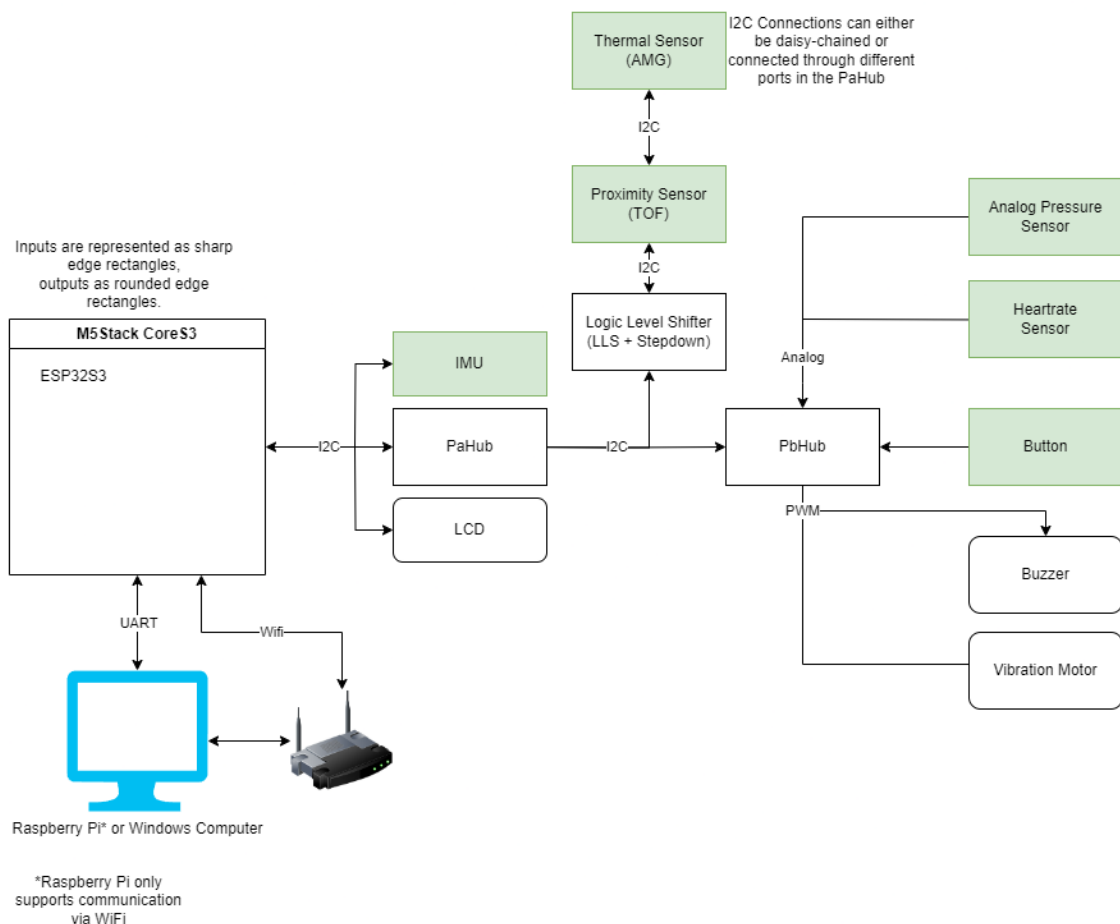 Thermal Sensor
(AMG)
I2C Connections can either
be daisy-chained or
connected through different
ports in the PaHub
I2C
Proximity Sensor
(TOF)
Analog Pressure
Sensor
Inputs are represented as sharp
edge rectangles,
outputs as rounded edge
rectangles.
I2C
M5Stack CoreS3
ESP32S3
Logic Level Shifter
(LLS + Stepdown)
Heartrate
Sensor
IMU
Analog
I2C
PaHub
I2C
PbHub
Button
LCD
PWM
Buzzer
UART
Wifi
Vibration Motor
Raspberry Pi* or Windows Computer
*Raspberry Pi only
supports communication
via WiFi